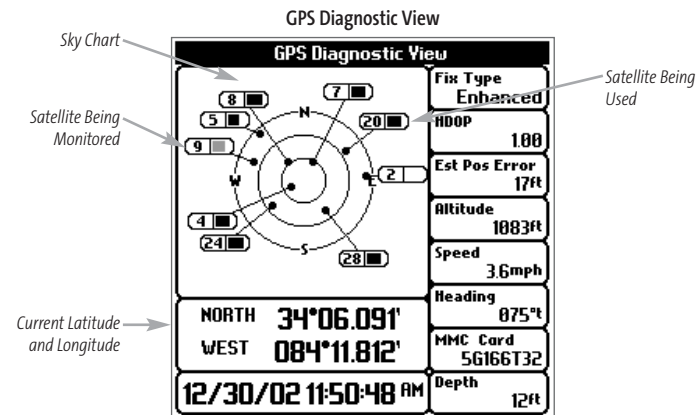 GPS Diagnostic View
Sky Chart
GPS Diagnostic View
Satellite Being
Monitored
Satellite Being
Used
8
7
5
20
9
2
4
24
28
N
W
E
S
Fix Type
Enhanced
HDOP
1.00
Est Pos Error
17ft
Altitude
1083ft
Speed
3.6mph
Heading
075°t
MMC Card
5G166T32
Depth
12ft
Current Latitude
and Longitude
NORTH 34°06.091'
WEST 084°11.812'
12/30/02 11:50:48 AM